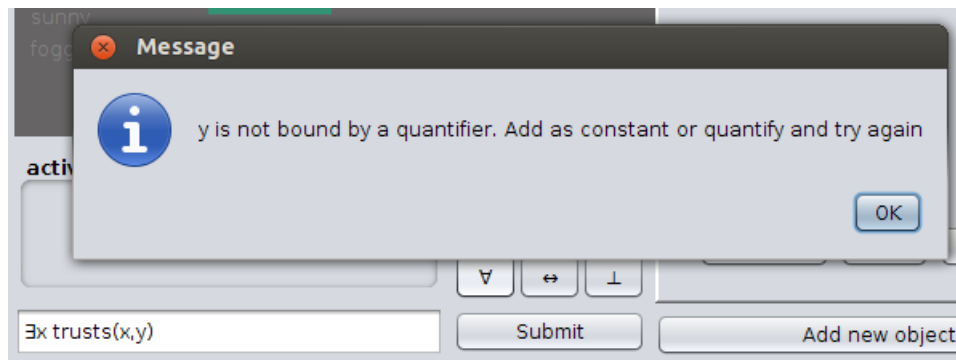 sunny
Message
y is not bound by a quantifier. Add as constant or quantify and try again
OK
∀ ↔ ⊥
∃x trusts(x,y)
Submit
Add new object